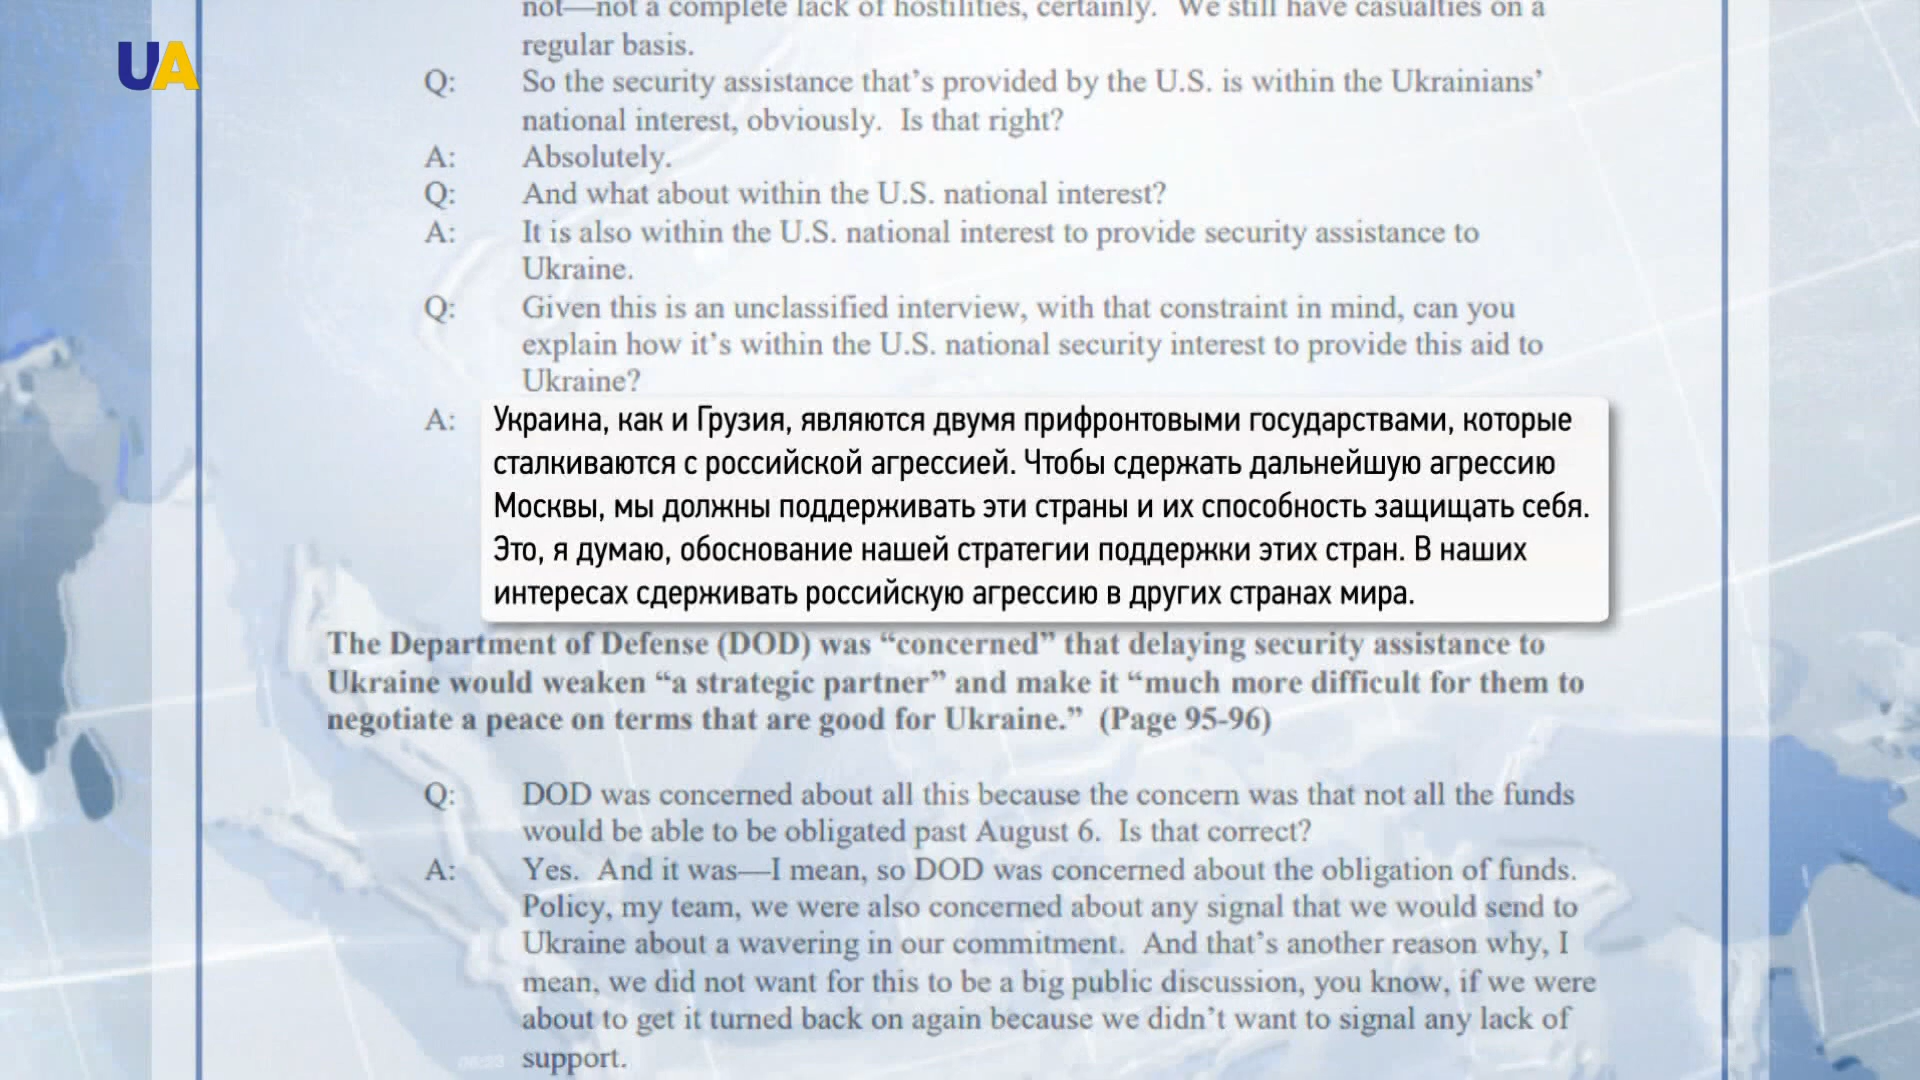 not—not a complete lack of hostilities, certainly. We still have casualties on a
regular basis.
UA
Q: So the security assistance that’s provided by the U.S. is within the Ukrainians’
national interest, obviously. Is that right?
A: Absolutely.
Q: And what about within the U.S. national interest?
A: It is also within the U.S. national interest to provide security assistance to
Ukraine.
Q: Given this is an unclassified interview, with that constraint in mind, can you
explain how it’s within the U.S. national security interest to provide this aid to
Ukraine?
A: Украина, как и Грузия, являются двумя прифронтовыми государствами, которые
сталкиваются с российской агрессией. Чтобы сдержать дальнейшую агрессию
Москвы, мы должны поддерживать эти страны и их способность защищать себя.
Это, я думаю, обоснование нашей стратегии поддержки этих стран. В наших
интересах сдерживать российскую агрессию в других странах мира.
The Department of Defense (DOD) was “concerned” that delaying security assistance to
Ukraine would weaken “a strategic partner” and make it “much more difficult for them to
negotiate a peace on terms that are good for Ukraine.” (Page 95-96)
Q: DOD was concerned about all this because the concern was that not all the funds
would be able to be obligated past August 6. Is that correct?
A: Yes. And it was—I mean, so DOD was concerned about the obligation of funds.
Policy, my team, we were also concerned about any signal that we would send to
Ukraine about a wavering in our commitment. And that’s another reason why, I
mean, we did not want for this to be a big public discussion, you know, if we were
about to get it turned back on again because we didn’t want to signal any lack of
support.